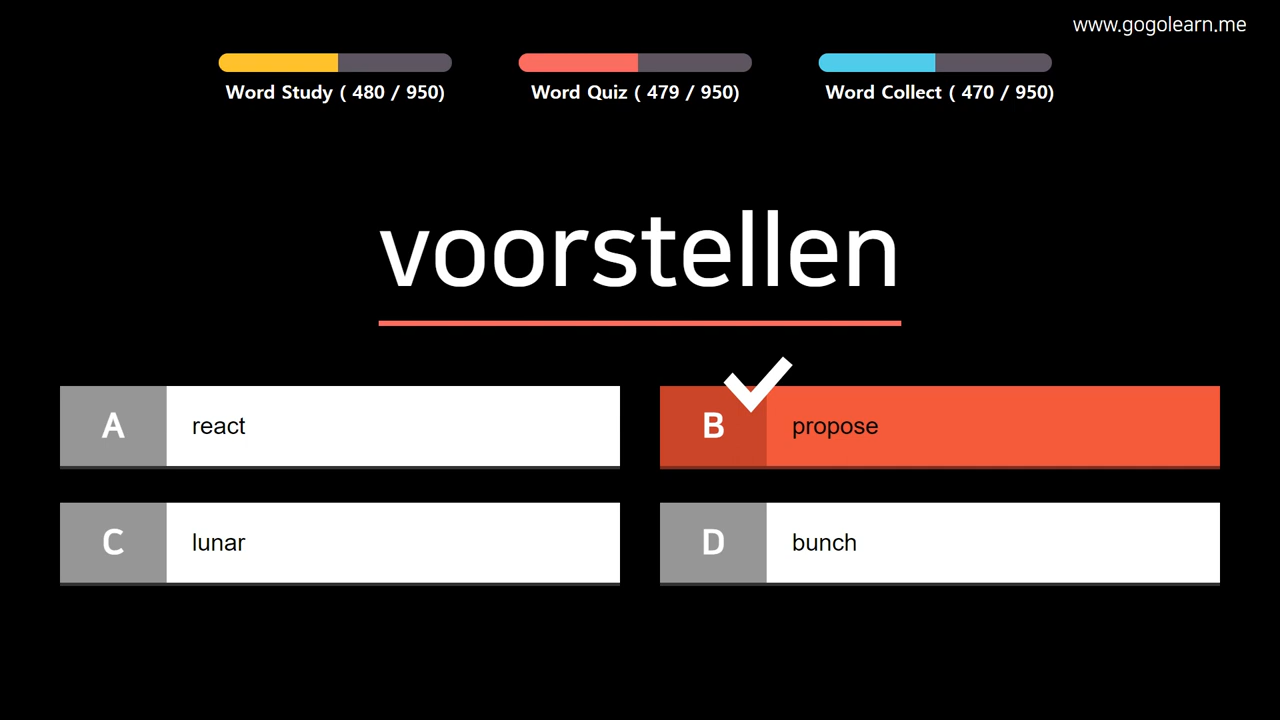 www.gogolearn.me
Word Study ( 480 / 950)
Word Quiz ( 479 / 950)
Word Collect ( 470 / 950)
voorstellen
A react
B propose
C lunar
D bunch